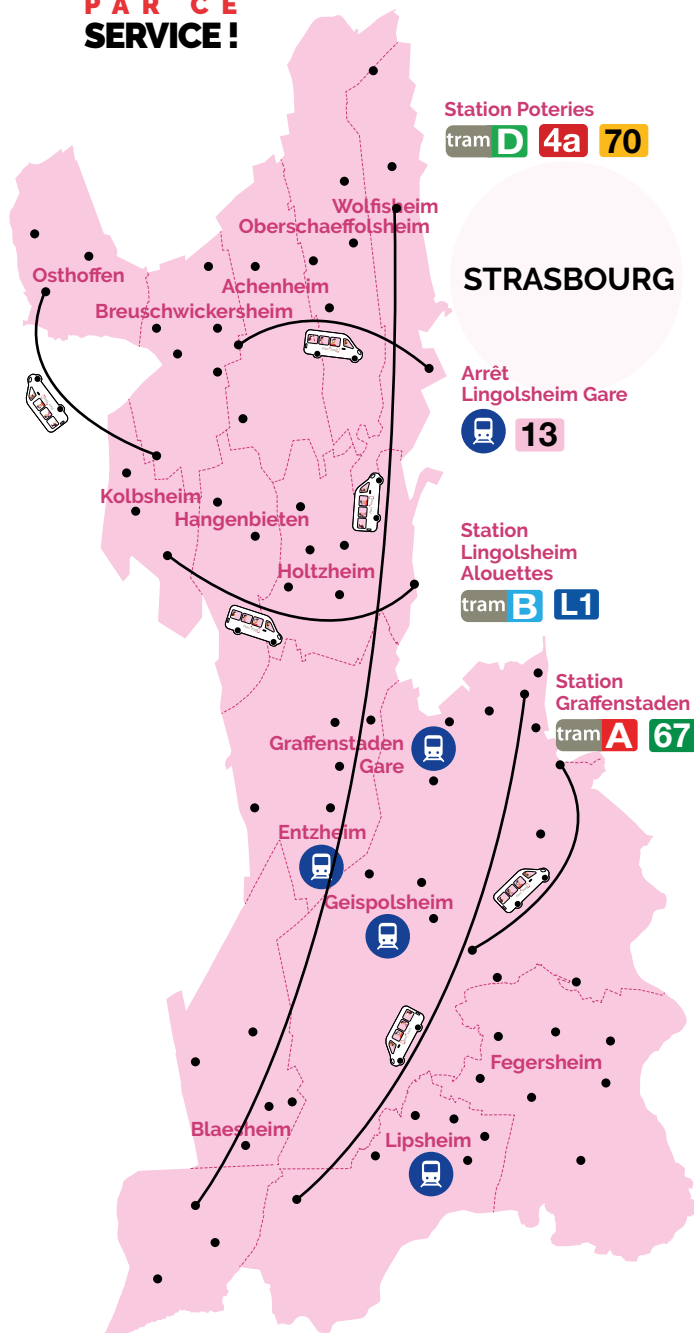 PAR CE
SERVICE !
Station Poteries
tram D 4a 70
Wolfisheim
Oberschaeffolsheim
Osthoffen
Achenheim
STRASBOURG
Breuschwickersheim
Arrêt
Lingolsheim Gare
13
Kolbsheim
Hangenbieten
Station
Lingolsheim
Alouettes
Holtzheim
tram B L1
Station
Graffenstaden
tram A 67
Graffenstaden
Gare
Entzheim
Geispolsheim
Fegersheim
Blaesheim
Lipsheim